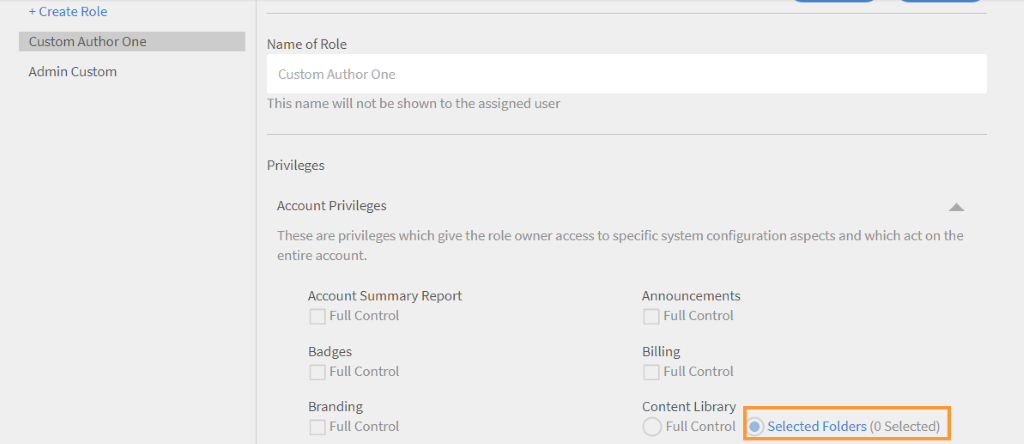 + Create Role
Custom Author One
Admin Custom
Name of Role
Custom Author One
This name will not be shown to the assigned user
Privileges
Account Privileges
These are privileges which give the role owner access to specific system configuration aspects and which act on the
entire account.
Account Summary Report
Full Control
Announcements
Full Control
Badges
Full Control
Billing
Full Control
Branding
Full Control
Content Library
Full Control Selected Folders (0 Selected)